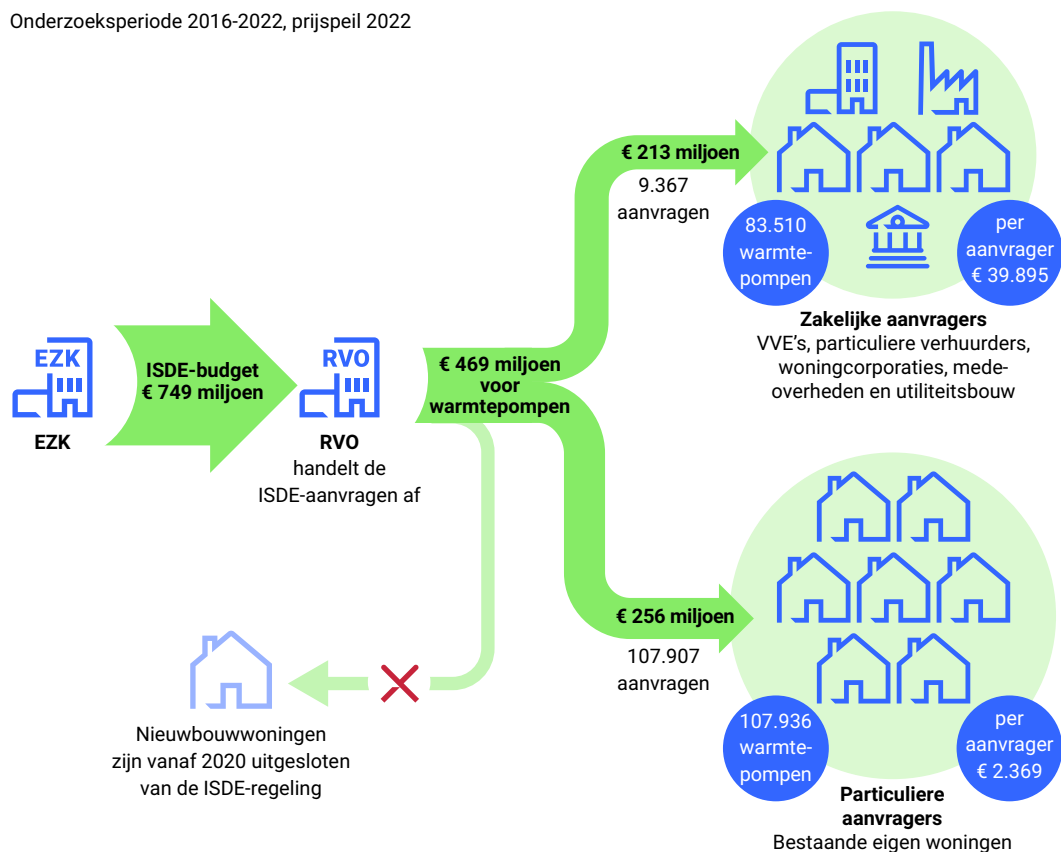 Onderzoeksperiode 2016-2022, prijspeil 2022
EZK
EZK
ISDE-budget
€ 749 miljoen
RVO
RVO
handelt de
ISDE-aanvragen af
€ 469 miljoen
voor
warmtepompen
€ 213 miljoen
9.367
aanvragen
83.510
warmte-
pompen
per
aanvrager
€ 39.895
Zakelijke aanvragers
VVE's, particuliere verhuurders,
woningcorporaties, mede-
overheden en utiliteitsbouw
€ 256 miljoen
107.907
aanvragen
107.936
warmte-
pompen
per
aanvrager
€ 2.369
Particuliere
aanvragers
Bestaande eigen woningen
Nieuwbouwwoningen
zijn vanaf 2020 uitgesloten
van de ISDE-regeling